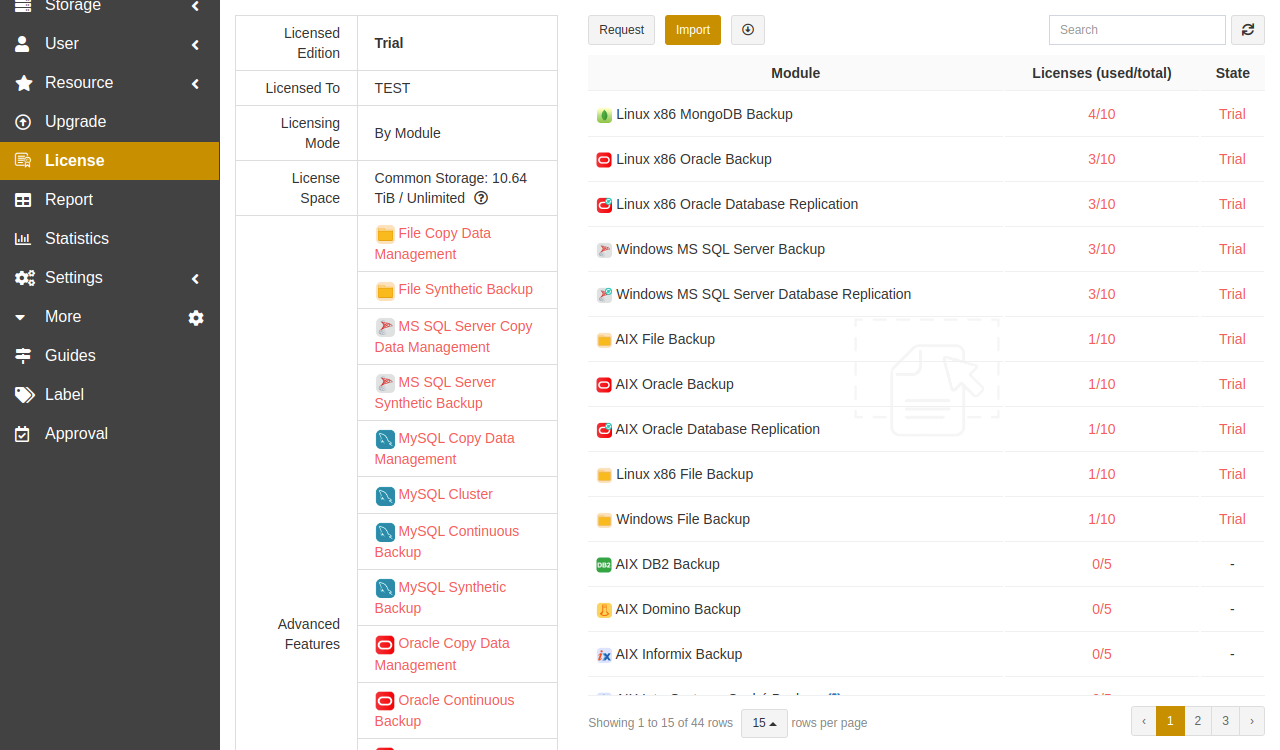 Storage
User
Resource
Upgrade
License
Report
Statistics
Settings
More
Guides
Label
Approval
Licensed Edition
Trial
Licensed To
TEST
Licensing Mode
By Module
License Space
Common Storage: 10.64
TiB / Unlimited
Advanced Features
File Copy Data
Management
File Synthetic Backup
MS SQL Server Copy
Data Management
MS SQL Server
Synthetic Backup
MySQL Copy Data
Management
MySQL Cluster
MySQL Continuous
Backup
MySQL Synthetic
Backup
Oracle Copy Data
Management
Oracle Continuous
Backup
Request
Import
Search
Module Licenses (used/total) State
Linux x86 MongoDB Backup 4/10 Trial
Linux x86 Oracle Backup 3/10 Trial
Linux x86 Oracle Database Replication 3/10 Trial
Windows MS SQL Server Backup 3/10 Trial
Windows MS SQL Server Database Replication 3/10 Trial
AIX File Backup 1/10 Trial
AIX Oracle Backup 1/10 Trial
AIX Oracle Database Replication 1/10 Trial
Linux x86 File Backup 1/10 Trial
Windows File Backup 1/10 Trial
DB2 AIX DB2 Backup 0/5 -
AIX Domino Backup 0/5 -
ix AIX Informix Backup 0/5 -
Showing 1 to 15 of 44 rows 15 rows per page
‹ 1 2 3 ›